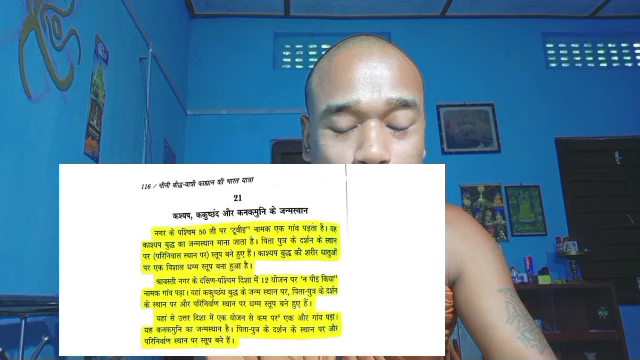 116 / चीनी बौद्ध-यात्री फाह्यान की भारत यात्रा
21
कश्यप, ककुच्छंद और कनकमुनि के जन्मस्थान
नगर के पश्चिम 50 ली पर "टूवीइ" नामक एक गांव पड़ता है। यह
काश्यप बुद्ध का जन्मस्थान माना जाता है। पिता पुत्र के दर्शन के स्थान
पर (परिनिवास स्थान पर) स्तूप बने हुए हैं। काश्यप बुद्ध की शरीर धातुओं
पर एक विशाल धम्म स्तूप बना हुआ है।
श्रावस्ती नगर के दक्षिण-पश्चिम दिशा में 12 योजन पर 'न पीइ किया'
नामक गांव पड़ा। यहां ककुच्छंद बुद्ध के जन्म स्थान पर, पिता-पुत्र के दर्शन
के स्थान पर और परिनिर्वाण स्थान पर धम्म स्तूप बने हुए हैं।
यहां से उत्तर दिशा में एक योजन से कम पर एक और गांव पड़ा।
यह कनकमुनि का जन्मस्थान है। पिता-पुत्र के दर्शन के स्थान पर और
परिनिर्वाण स्थान पर स्तूप बने हैं।